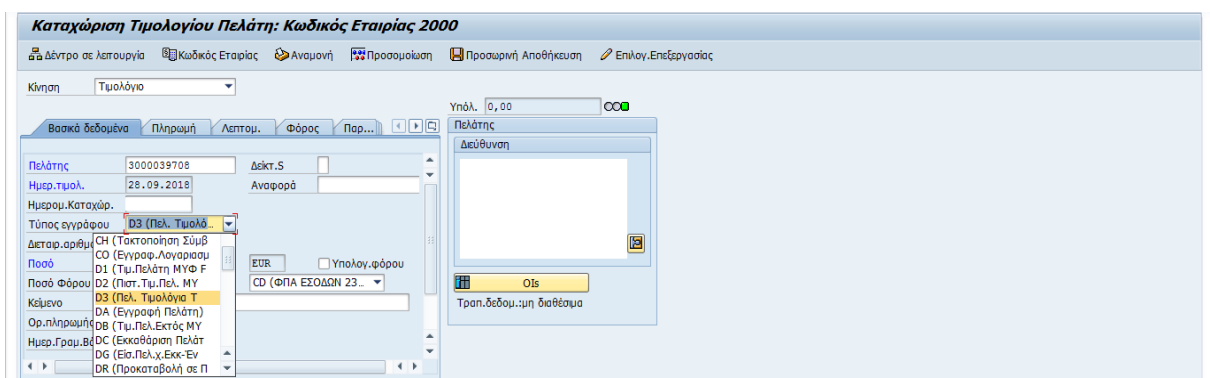 Καταχώριση Τιμολογίου Πελάτη: Κωδικός Εταιρίας 2000
Δέντρο σε λειτουργία Κωδικός Εταιρίας Αναμονή Προσομοίωση Προσωρινή Αποθήκευση Επιλογ.Επεξεργασίας
Κίνηση Τιμολόγιο
Υπόλ. 0,00
Βασικά δεδομένα Πληρωμή Λεπτομ. Φόρος Παρ... Πελάτης
Διεύθυνση
Πελάτης 3000039708 Δείκτ.S
Ημερ.τιμολ. 28.09.2018 Αναφορά
Ημερομ.Καταχώρ.
Τύπος εγγράφου D3 (Πελ. Τιμολό..
Διεταιρ.αριθμ CH (Τακτοποίηση Σύμβ
CO (Εγγραφ.Λογαριασμ
Ποσό D1 (Τιμ.Πελάτη ΜΥΦ F EUR Υπολογ.φόρου
Ποσό Φόρου D2 (Πιστ.Τιμ.Πελ. ΜΥ CD (ΦΠΑ ΕΣΟΔΩΝ 23... OIs
Κείμενο D3 (Πελ. Τιμολόγια Τ Τραπ.δεδομ.:μη διαθέσιμα
DA (Εγγραφή Πελάτη)
Ορ.πληρωμής DB (Τιμ.Πελ.Εκτός ΜΥ
Ημερ.Γραμ.Βά DC (Εκκαθάριση Πελάτ
DG (Είσ.Πελ.χ.Εκκ-Έν
DR (Προκαταβολή σε Π